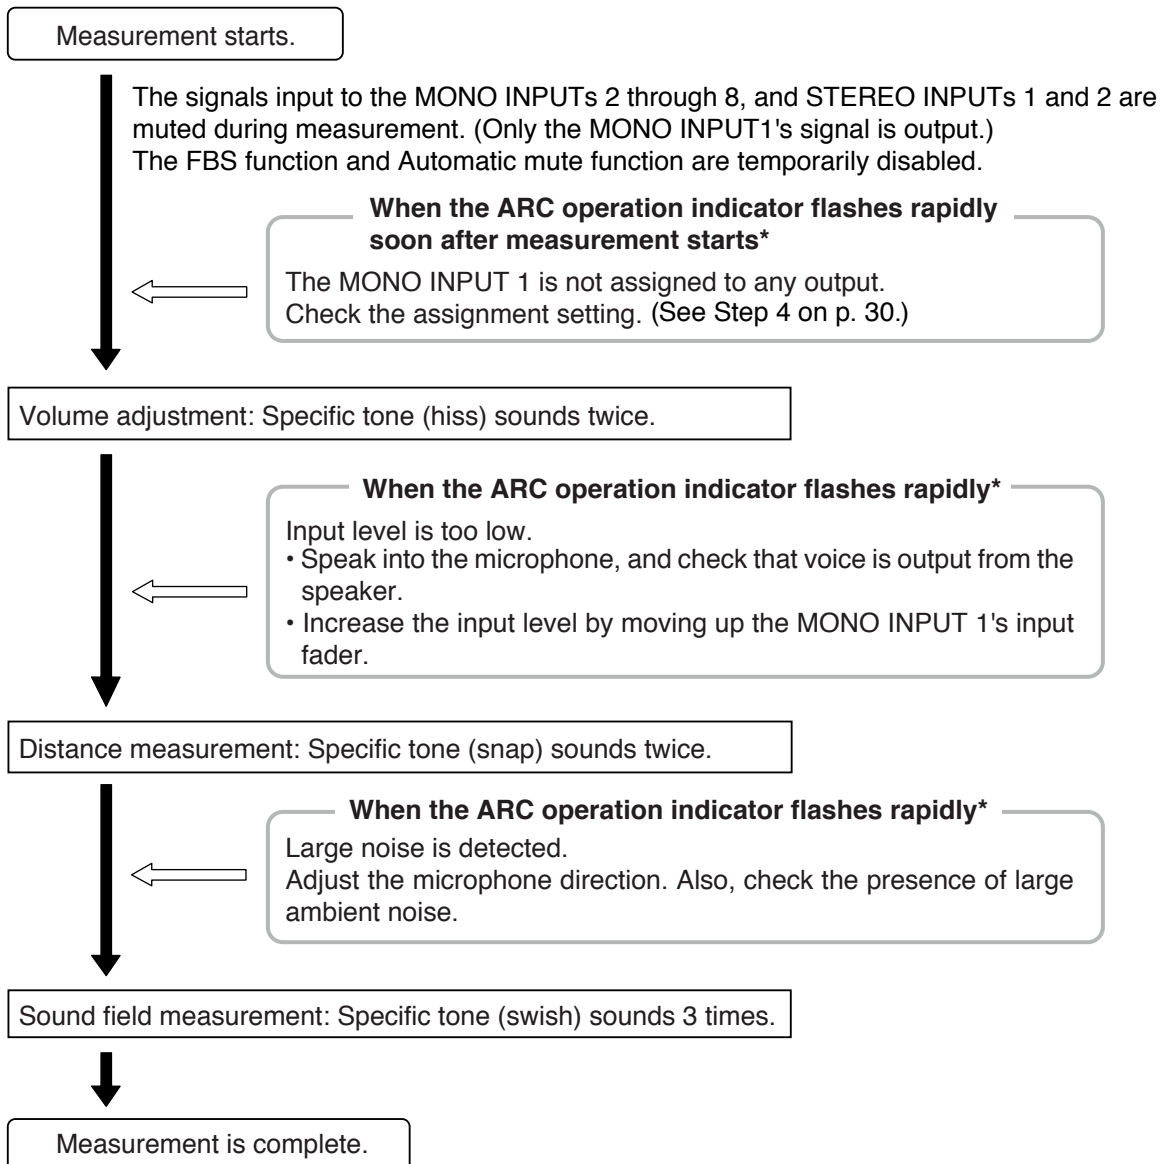 Measurement starts.
The signals input to the MONO INPUTs 2 through 8, and STEREO INPUTs 1 and 2 are
muted during measurement. (Only the MONO INPUT1's signal is output.)
The FBS function and Automatic mute function are temporarily disabled.
When the ARC operation indicator flashes rapidly
soon after measurement starts*
The MONO INPUT 1 is not assigned to any output.
Check the assignment setting. (See Step 4 on p. 30.)
Volume adjustment: Specific tone (hiss) sounds twice.
When the ARC operation indicator flashes rapidly*
Input level is too low.
• Speak into the microphone, and check that voice is output from the
speaker.
• Increase the input level by moving up the MONO INPUT 1's input
fader.
Distance measurement: Specific tone (snap) sounds twice.
When the ARC operation indicator flashes rapidly*
Large noise is detected.
Adjust the microphone direction. Also, check the presence of large
ambient noise.
Sound field measurement: Specific tone (swish) sounds 3 times.
Measurement is complete.